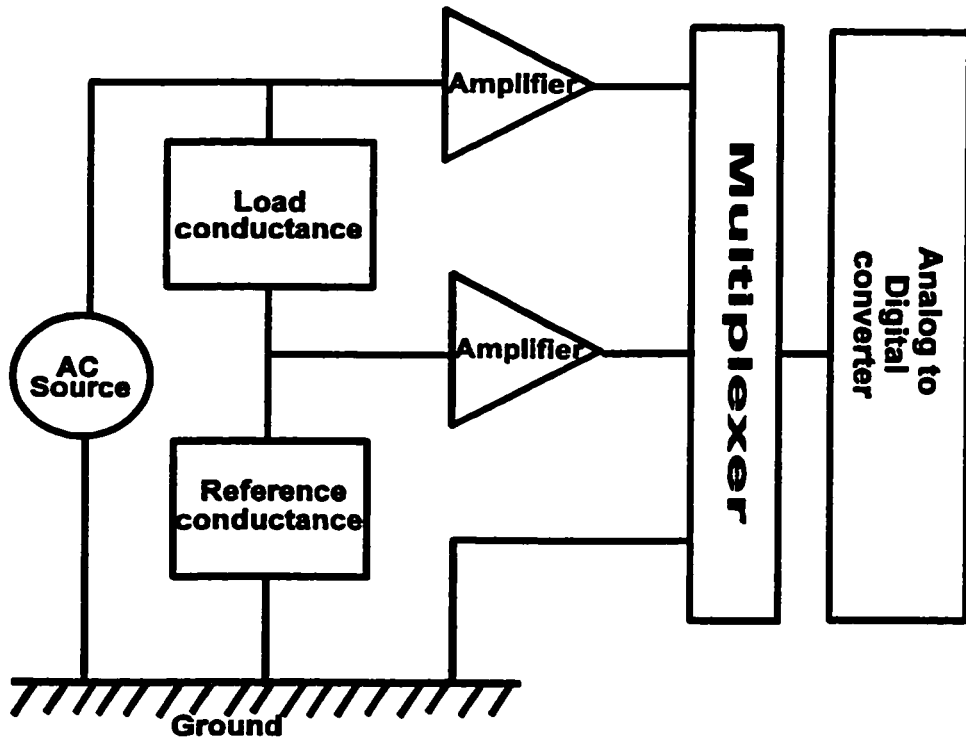 Amplifier
Load
conductance
AC
Source
Amplifier
Reference
conductance
Ground
Multiplexer
Analog to
Digital
converter